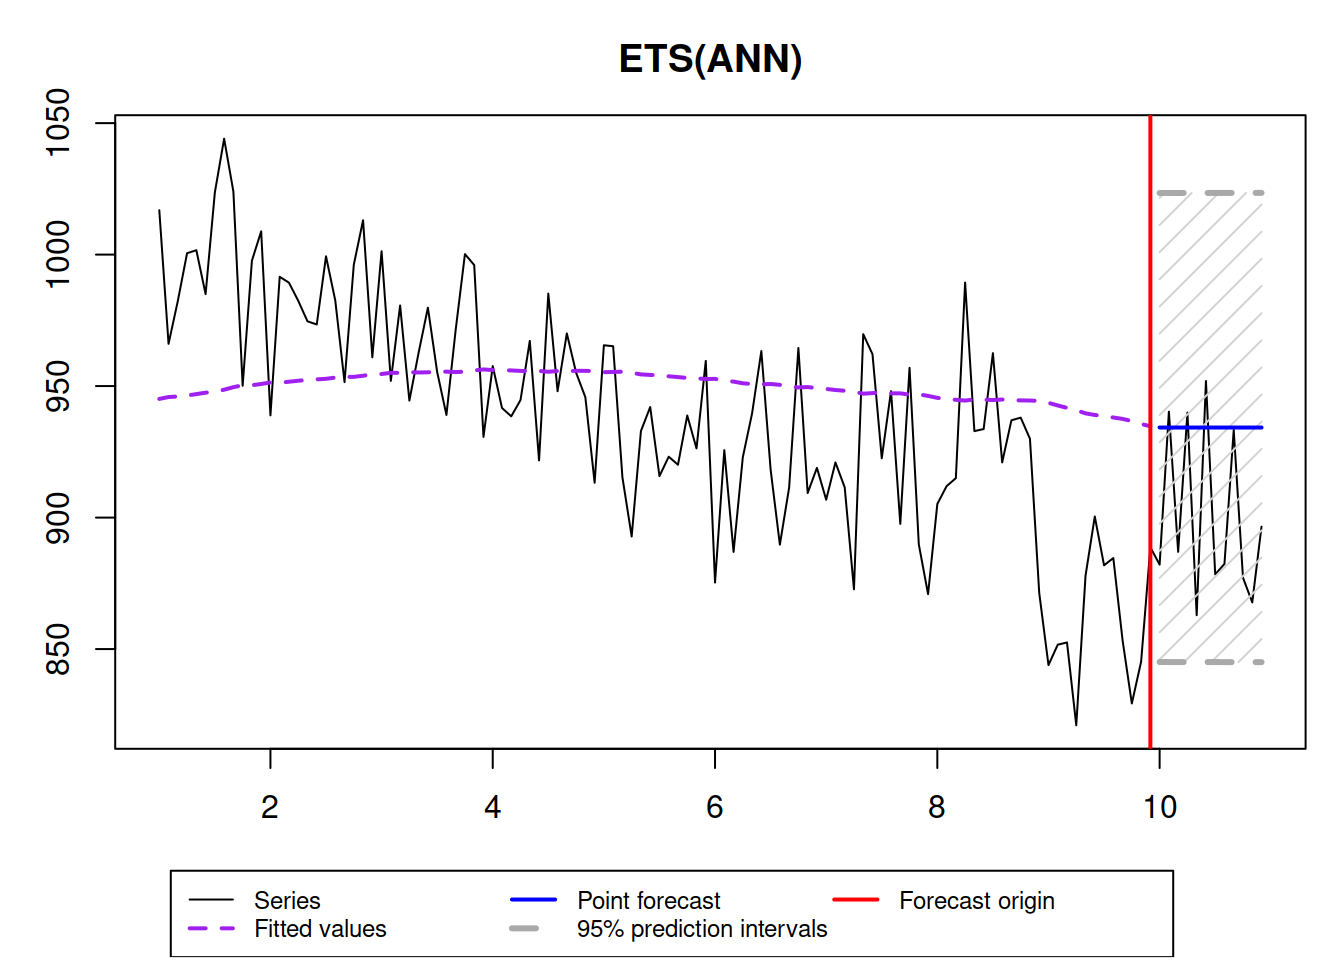 ETS(ANN)
1050
1000
950
900
850
2 4 6 8 10
Series Point forecast Forecast origin
Fitted values 95% prediction intervals